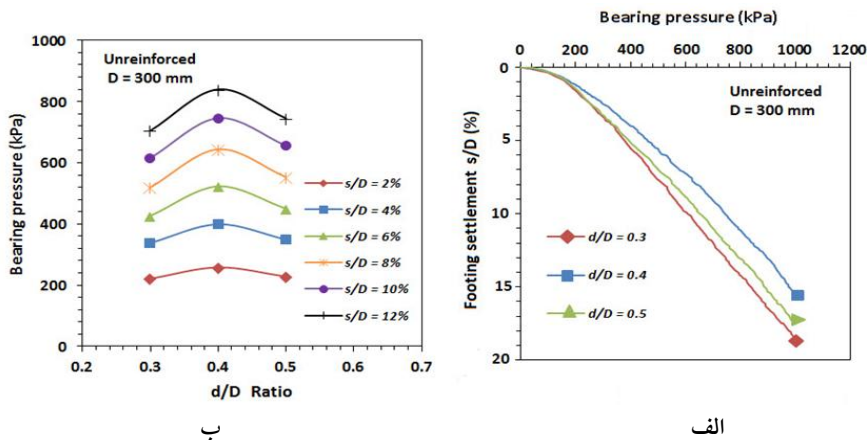 1000
800
600
400
200
0
0.2 0.3 0.4 0.5 0.6 0.7
Bearing pressure (kPa)
d/D Ratio
Unreinforced
D = 300 mm
s/D = 2%
s/D = 4%
s/D = 6%
s/D = 8%
s/D = 10%
s/D = 12%
ب
Bearing pressure (kPa)
0 200 400 600 800 1000
0
5
10
15
20
Footing settlement s/D (%)
Unreinforced
D = 300 mm
d/D = 0.3
d/D = 0.4
d/D = 0.5
الف